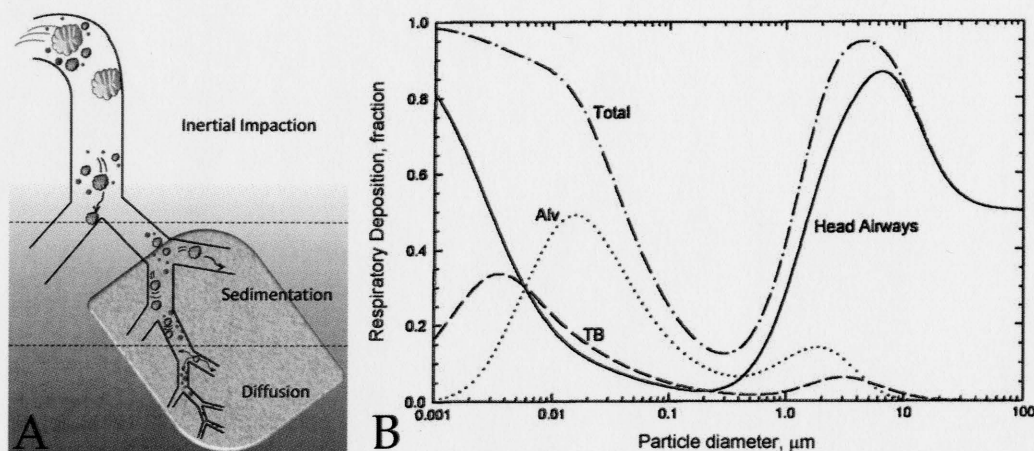 Inertial Impaction
Sedimentation
Diffusion
A
Respiratory Deposition, fraction
1.0
0.8
0.6
0.4
0.2
0.0
Total
Alv
TB
Head Airways
0.001
0.01
0.1
1.0
10
100
Particle diameter, μm
B